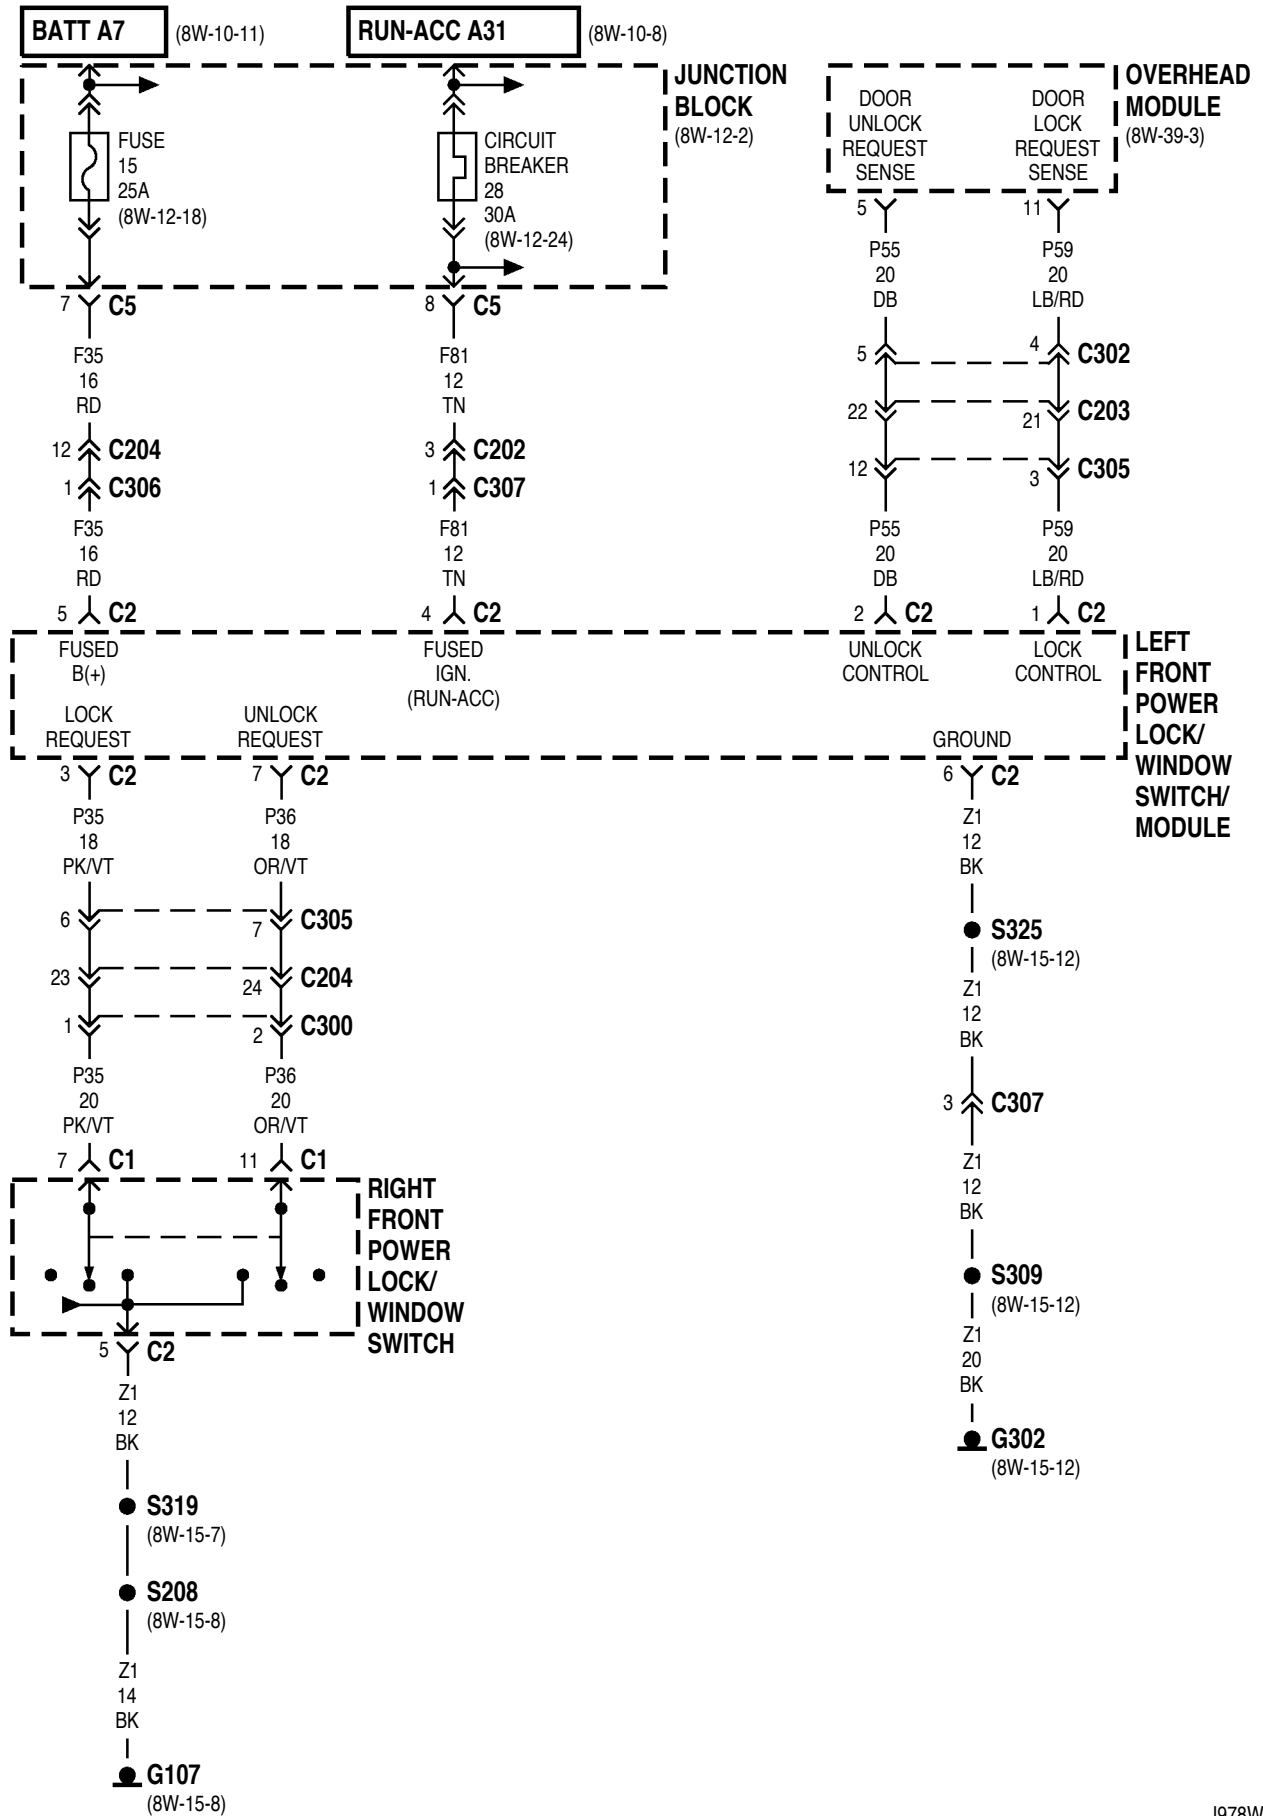 BATT A7
(8W-10-11)
RUN-ACC A31
(8W-10-8)
JUNCTION
BLOCK
(8W-12-2)
FUSE
15
25A
(8W-12-18)
CIRCUIT
BREAKER
28
30A
(8W-12-24)
DOOR
UNLOCK
REQUEST
SENSE
DOOR
LOCK
REQUEST
SENSE
OVERHEAD
MODULE
(8W-39-3)
7 C5
8 C5
5
11
F35
16
RD
F81
12
TN
P55
20
DB
P59
20
LB/RD
12 C204
1 C306
3 C202
1 C307
5
4 C302
22
21 C203
12
3 C305
F35
16
RD
F81
12
TN
P55
20
DB
P59
20
LB/RD
5 C2
4 C2
2 C2
1 C2
FUSED
B(+)
FUSED
IGN.
(RUN-ACC)
UNLOCK
CONTROL
LOCK
CONTROL
LOCK
REQUEST
UNLOCK
REQUEST
GROUND
LEFT
FRONT
POWER
LOCK/
WINDOW
SWITCH/
MODULE
3 C2
7 C2
6 C2
P35
18
PK/VT
P36
18
OR/VT
6
7 C305
23
24 C204
1
2 C300
P35
20
PK/VT
P36
20
OR/VT
7 C1
11 C1
RIGHT
FRONT
POWER
LOCK/
WINDOW
SWITCH
5 C2
Z1
12
BK
S319
(8W-15-7)
S208
(8W-15-8)
Z1
14
BK
G107
(8W-15-8)
Z1
12
BK
S325
(8W-15-12)
Z1
12
BK
3 C307
Z1
12
BK
S309
(8W-15-12)
Z1
20
BK
G302
(8W-15-12)